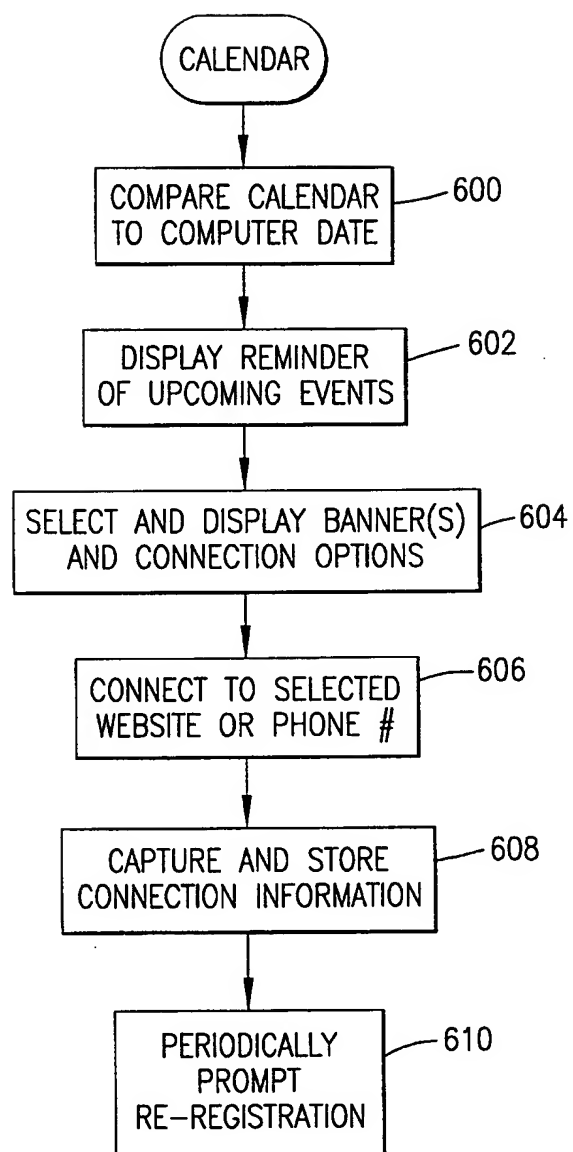 CALENDAR
COMPARE CALENDAR
TO COMPUTER DATE
600
DISPLAY REMINDER
OF UPCOMING EVENTS
602
SELECT AND DISPLAY BANNER(S)
AND CONNECTION OPTIONS
604
CONNECT TO SELECTED
WEBSITE OR PHONE #
606
CAPTURE AND STORE
CONNECTION INFORMATION
608
PERIODICALLY
PROMPT
RE-REGISTRATION
610